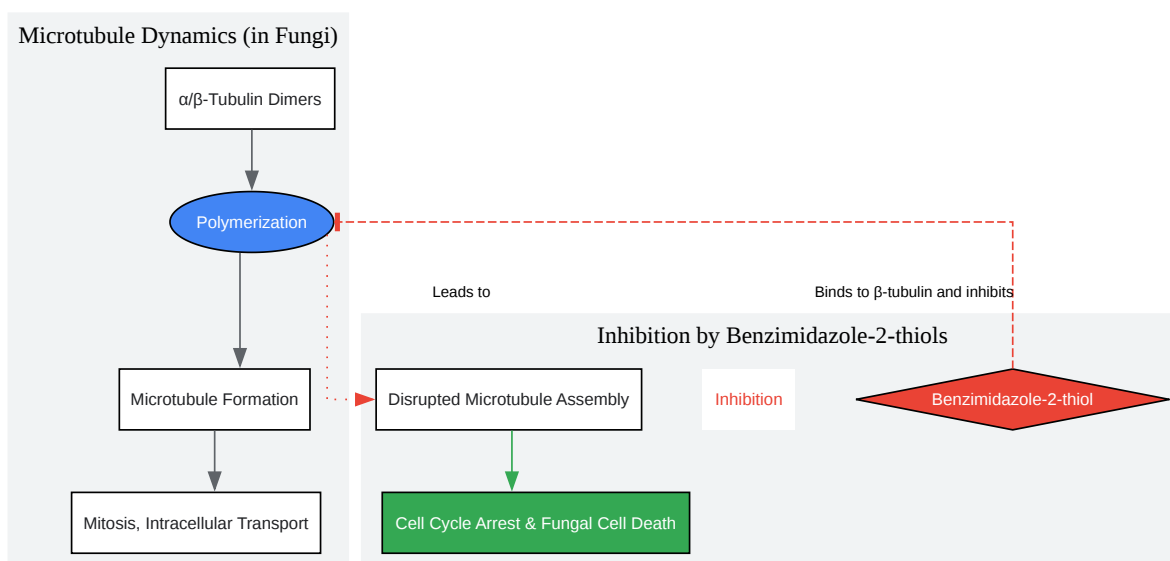 Microtubule Dynamics (in Fungi)
α/β-Tubulin Dimers
Polymerization
Leads to
Binds to β-tubulin and inhibits
Inhibition by Benzimidazole-2-thiols
Microtubule Formation
Disrupted Microtubule Assembly
Inhibition
Benzimidazole-2-thiol
Mitosis, Intracellular Transport
Cell Cycle Arrest & Fungal Cell Death